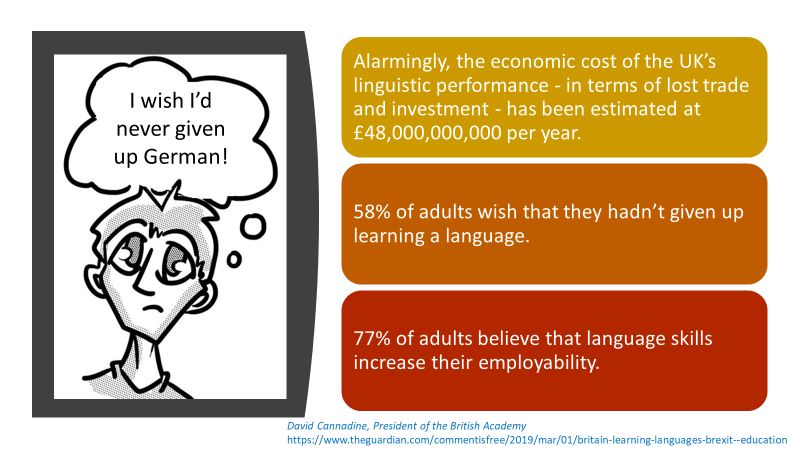 I wish I'd
never given
up German!
Alarmingly, the economic cost of the UK's
linguistic performance - in terms of lost trade
and investment - has been estimated at
£48,000,000,000 per year.
58% of adults wish that they hadn't given up
learning a language.
77% of adults believe that language skills
increase their employability.
David Cannadine, President of the British Academy
https://www.theguardian.com/commentisfree/2019/mar/01/britain-learning-languages-brexit--education